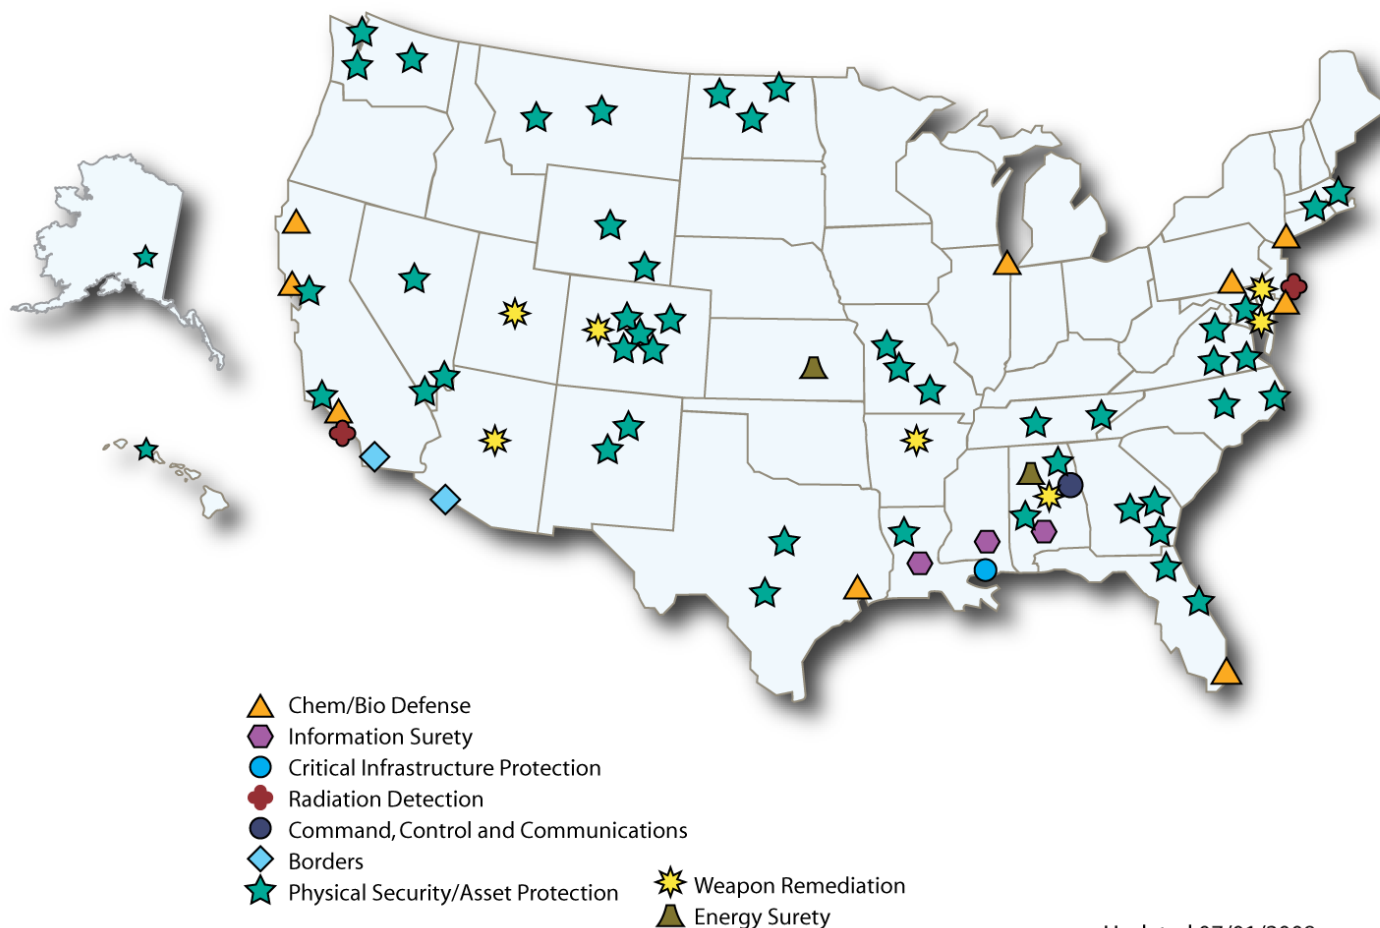 Chem/Bio Defense
Information Surety
Critical Infrastructure Protection
Radiation Detection
Command, Control and Communications
Borders
Physical Security/Asset Protection
Weapon Remediation
Energy Surety